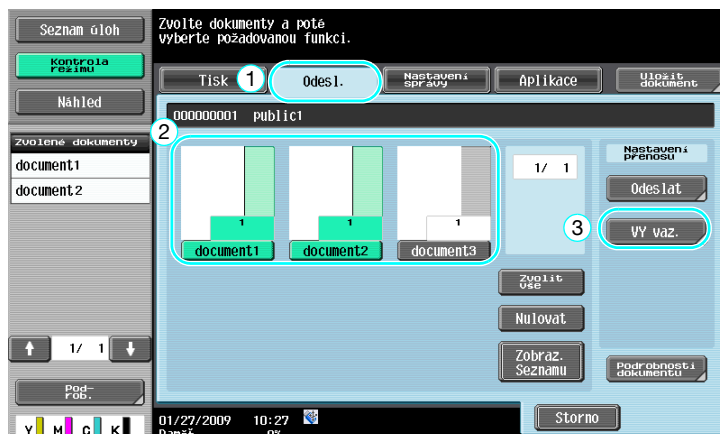 Seznam úloh
Kontrola
režimu
Náhled
Zvolené dokumenty
document1
document2
1/ 1
Pod-
rob.
Y M C K
Zvolte dokumenty a poté
vyberte požadovanou funkci.
Tisk
1
Odesl.
Nastavení
správy
Aplikace
Uložit
dokument
000000001 public1
2
1
1
1
document1
document2
document3
1/ 1
Zvolit
vše
Nulovat
Zobraz.
Seznamu
Nastavení
přenosu
Odeslat
3
VY vaz.
Podrobnosti
dokumentu
Storno
01/27/2009 10:27
0%